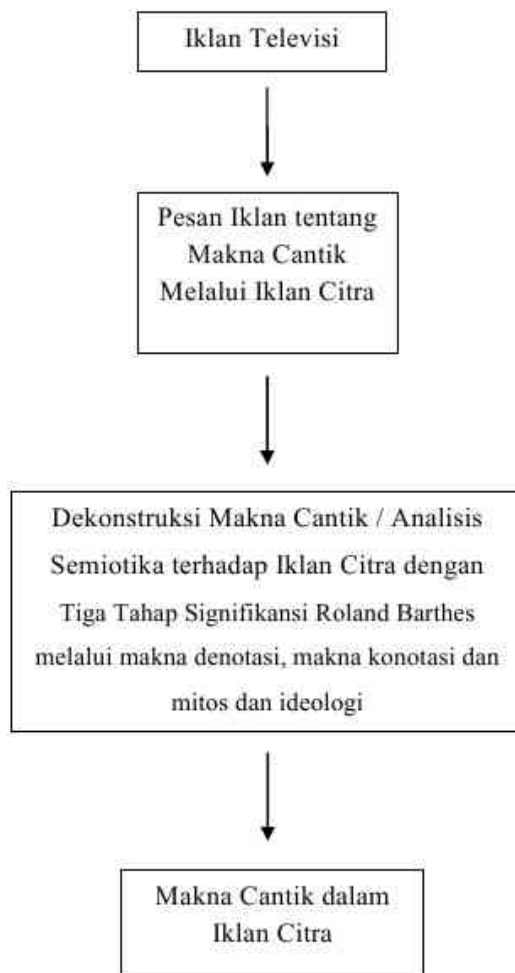 Iklan Televisi
Pesan Iklan tentang
Makna Cantik
Melalui Iklan Citra
Dekonstruksi Makna Cantik / Analisis
Semiotika terhadap Iklan Citra dengan
Tiga Tahap Signifikansi Roland Barthes
melalui makna denotasi, makna konotasi dan
mitos dan ideologi
Makna Cantik dalam
Iklan Citra